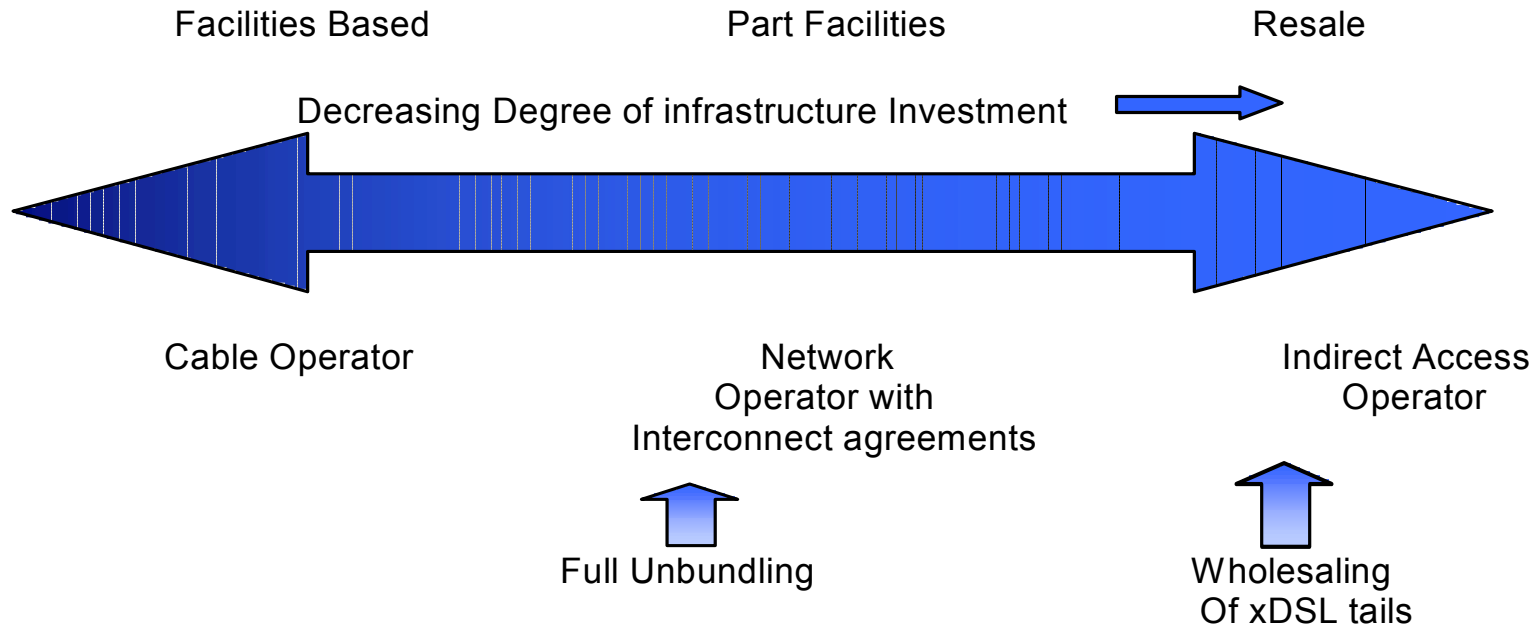 Facilities Based
Part Facilities
Resale
Decreasing Degree of infrastructure Investment
Cable Operator
Network
Operator with
Interconnect agreements
Indirect Access
Operator
Full Unbundling
Wholesaling
Of xDSL tails